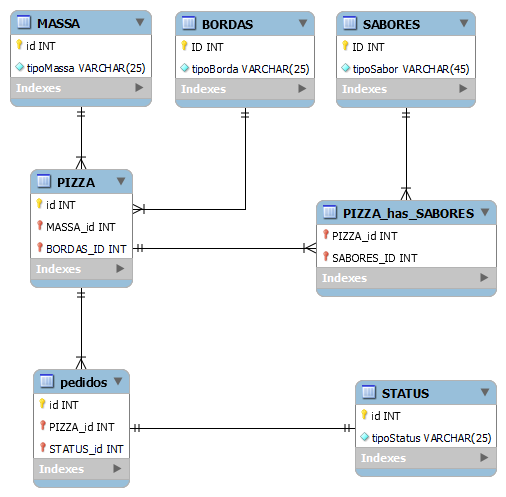 MASSA
id INT
tipoMassa VARCHAR(25)
Indexes
BORDAS
ID INT
tipoBorda VARCHAR(25)
Indexes
SABORES
ID INT
tipoSabor VARCHAR(45)
Indexes
PIZZA
id INT
MASSA_id INT
BORDAS_ID INT
Indexes
PIZZA_has_SABORES
PIZZA_id INT
SABORES_ID INT
Indexes
pedidos
id INT
PIZZA_id INT
STATUS_id INT
Indexes
STATUS
id INT
tipoStatus VARCHAR(25)
Indexes